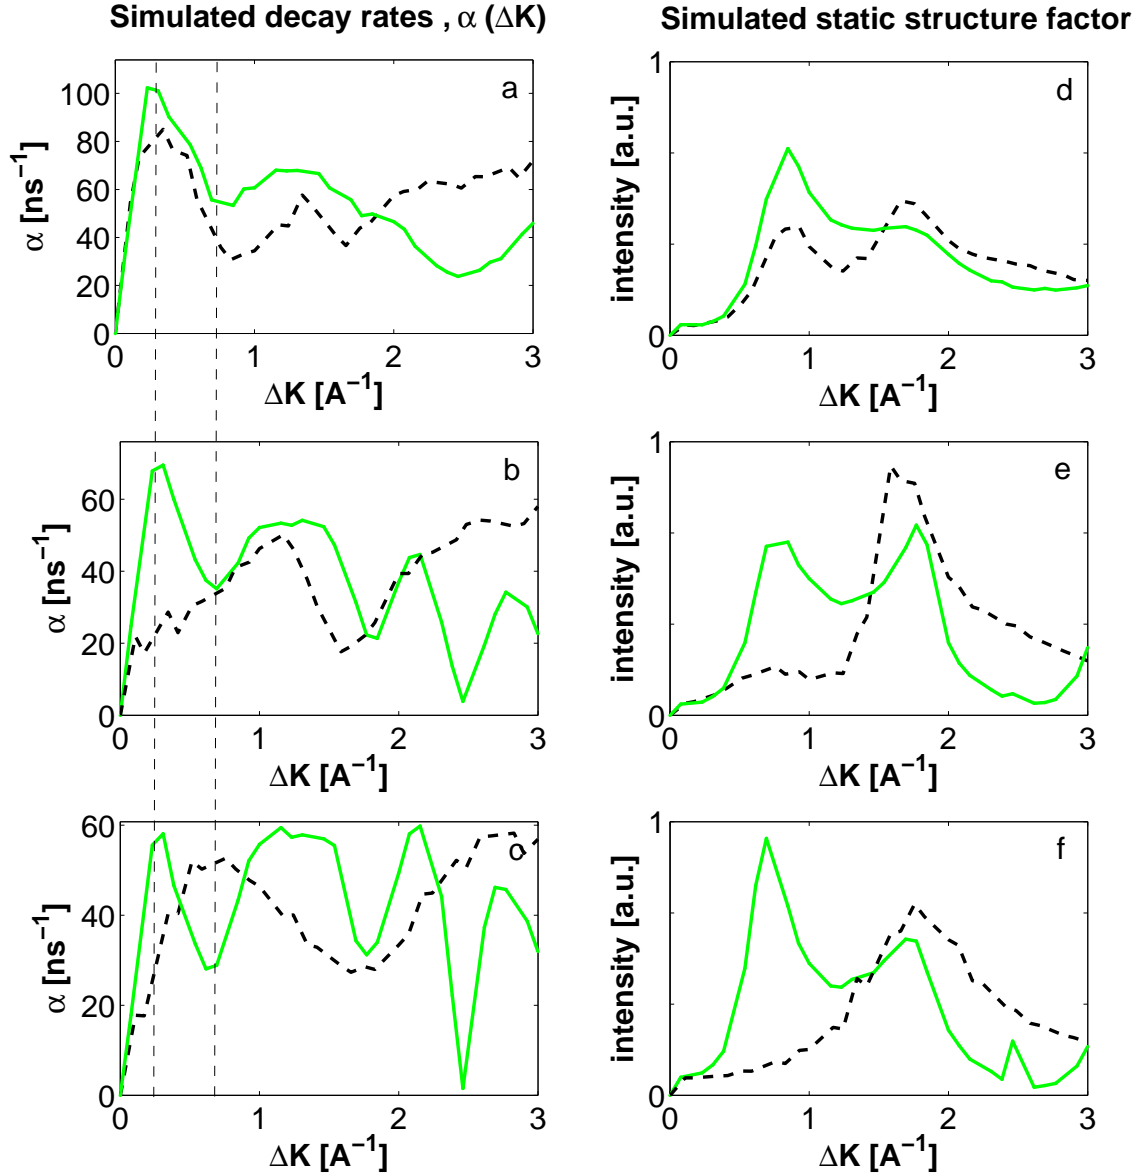 Simulated decay rates , α (ΔK)
Simulated static structure factor
a
100
80
60
40
20
0
α [ns⁻¹]
0 1 2 3
ΔK [A⁻¹]
d
1
0
intensity [a.u.]
0 1 2 3
ΔK [A⁻¹]
b
60
40
20
0
α [ns⁻¹]
0 1 2 3
ΔK [A⁻¹]
e
1
0
intensity [a.u.]
0 1 2 3
ΔK [A⁻¹]
c
60
40
20
0
α [ns⁻¹]
0 1 2 3
ΔK [A⁻¹]
f
1
0
intensity [a.u.]
0 1 2 3
ΔK [A⁻¹]